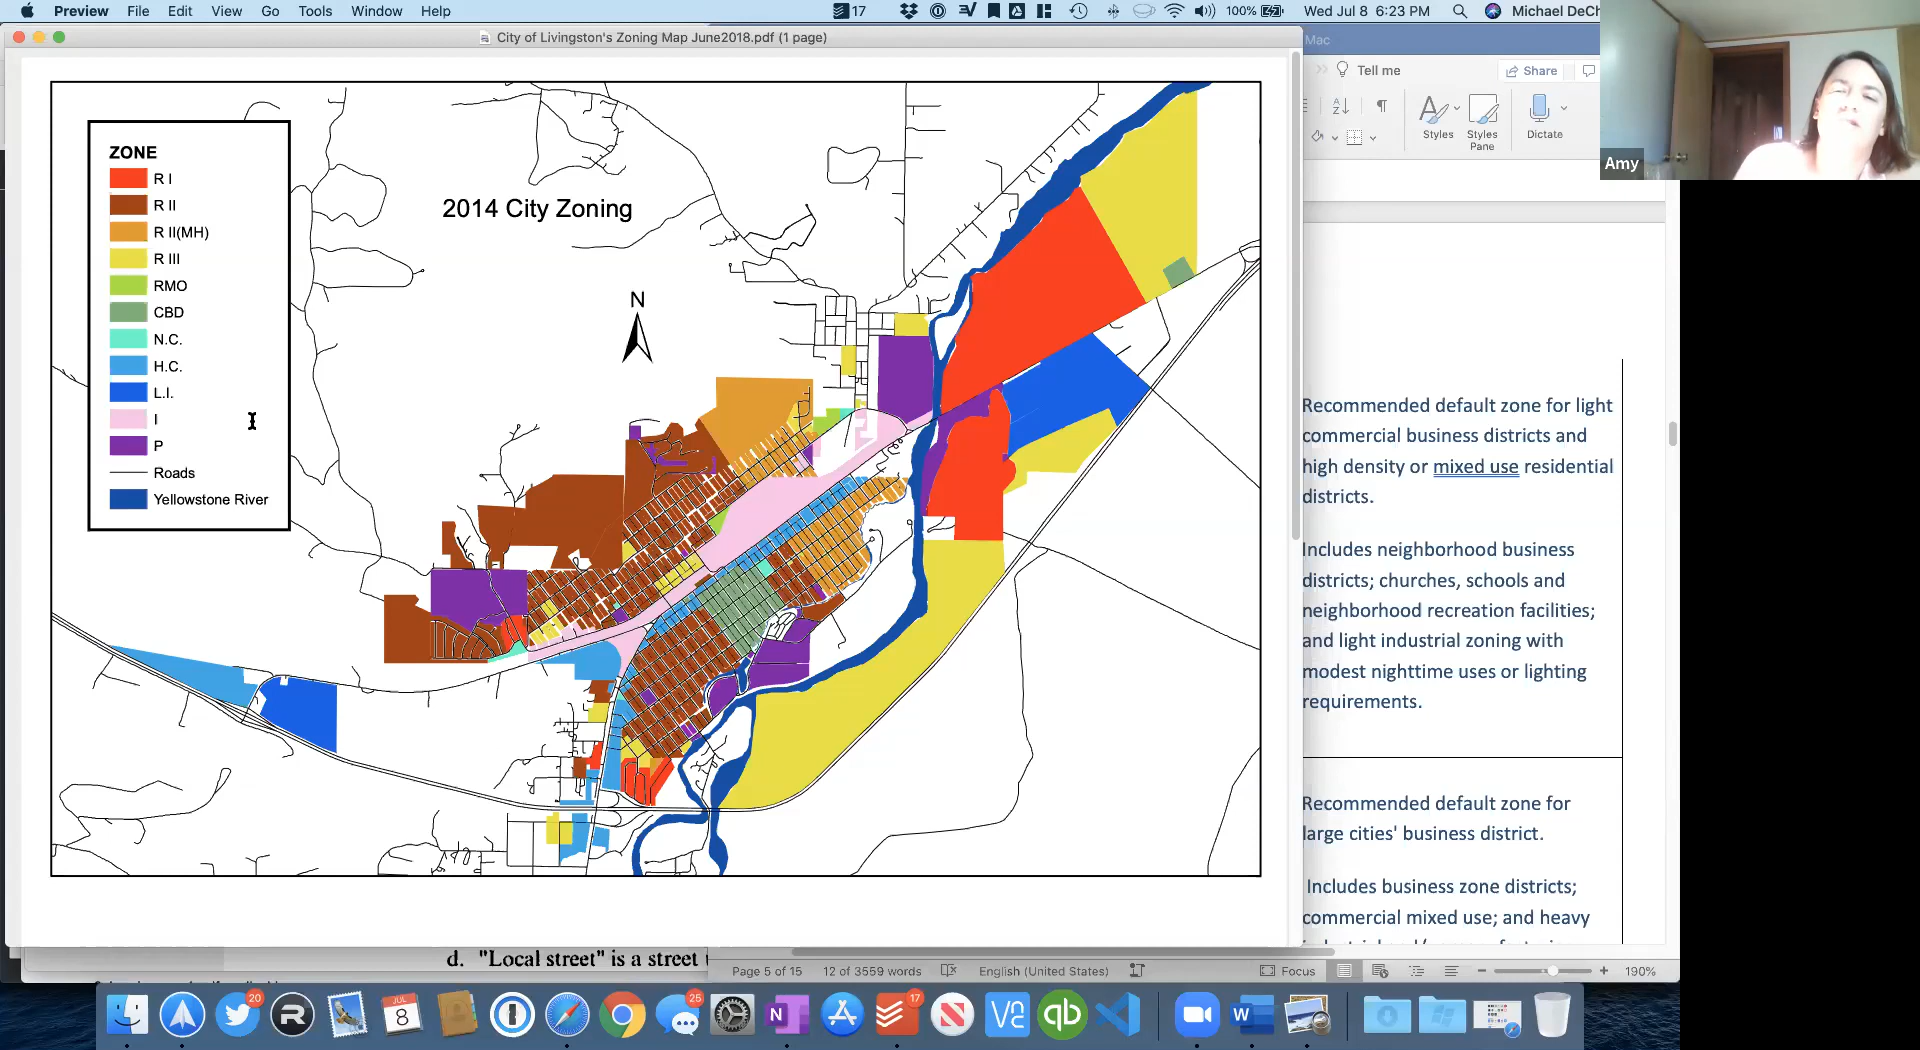 Preview File Edit View Go Tools Window Help
17 100% Wed Jul 8 6:23 PM Michael DeCh
City of Livingston's Zoning Map June2018.pdf (1 page)
Mac
Tell me
Share
Styles
Styles
Pane
Dictate
Amy
ZONE
R I
R II
R II(MH)
R III
RMO
CBD
N.C.
H.C.
L.I.
I
P
Roads
Yellowstone River
2014 City Zoning
N
Recommended default zone for light
commercial business districts and
high density or mixed use residential
districts.
Includes neighborhood business
districts; churches, schools and
neighborhood recreation facilities;
and light industrial zoning with
modest nighttime uses or lighting
requirements.
Recommended default zone for
large cities' business district.
Includes business zone districts;
commercial mixed use; and heavy
d. "Local street" is a street
Page 5 of 15 12 of 3559 words English (United States) Focus 190%
20
JUL
8
25
17